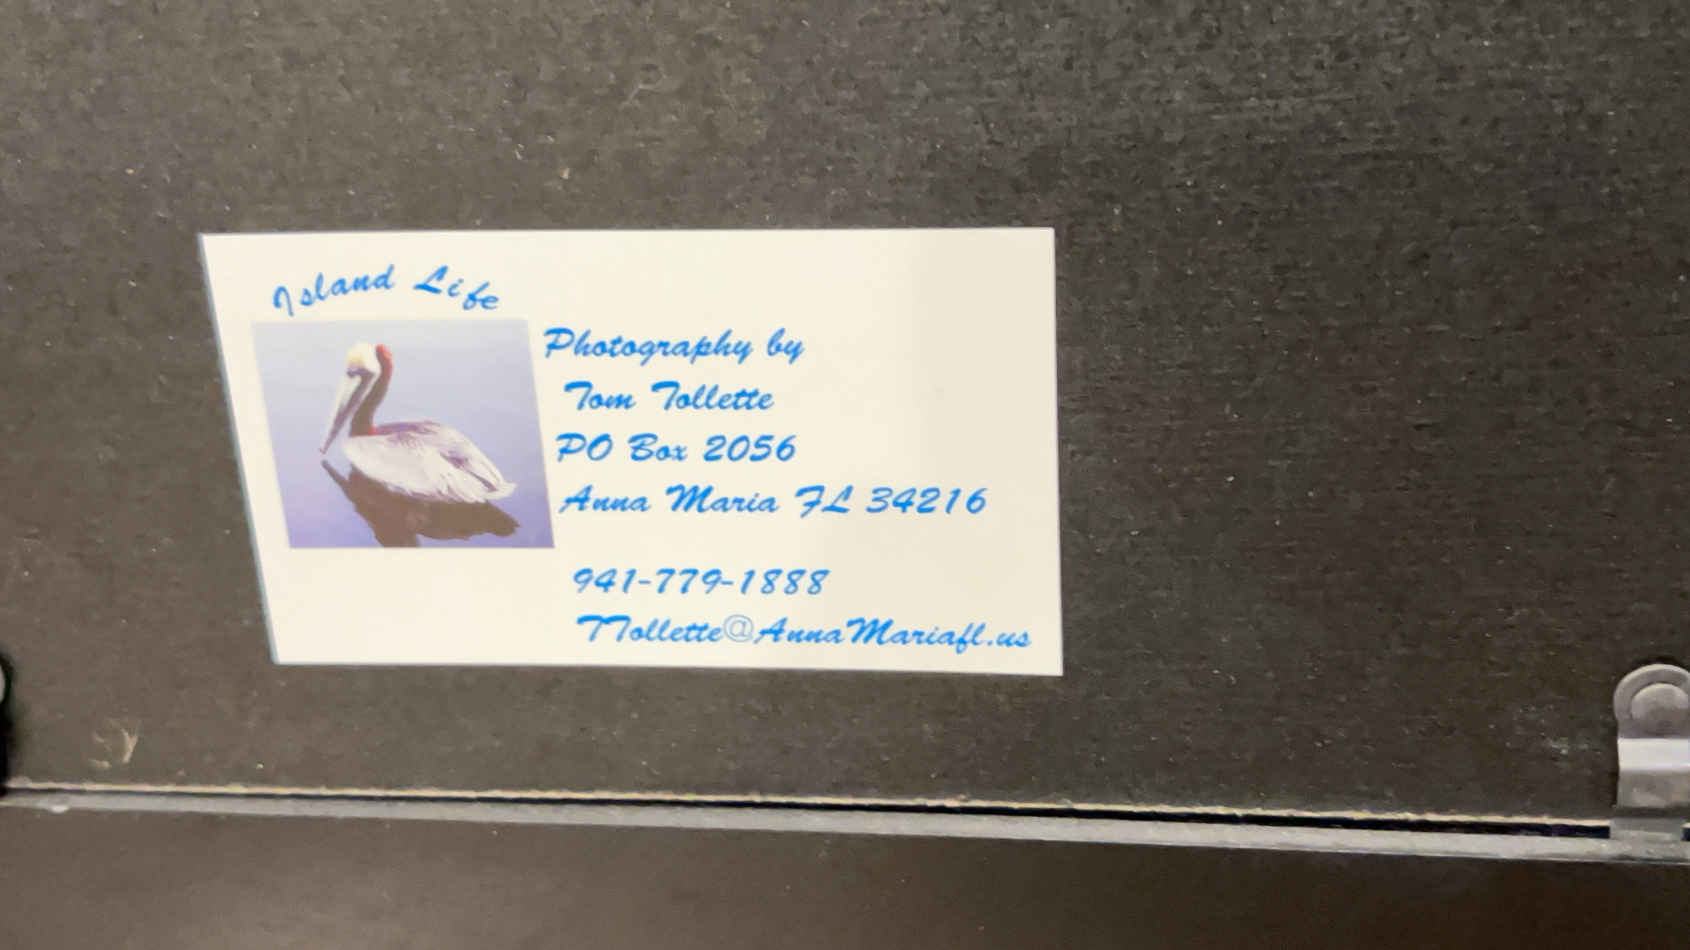 Island Life
Photography by
Tom Tollette
PO Box 2056
Anna Maria FL 34216
941-779-1888
TTollette@AnnaMariafl.us